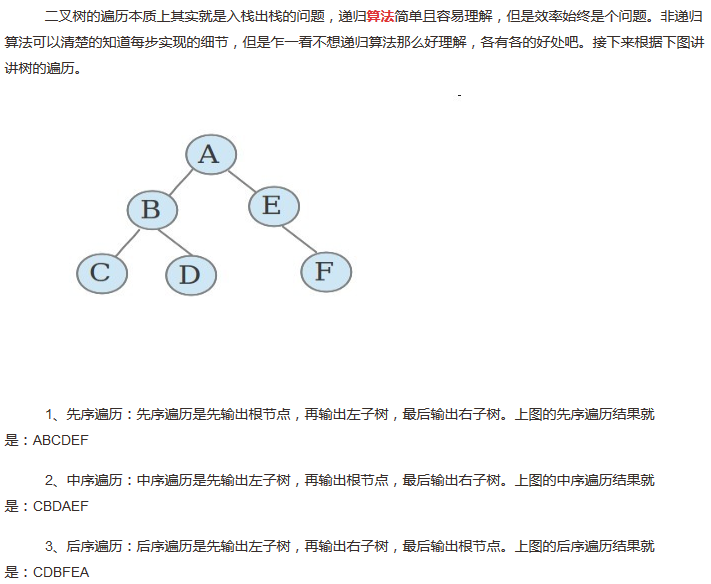 二叉树的遍历本质上其实就是入栈出栈的问题，递归算法简单且容易理解，但是效率始终是个问题。非递归
算法可以清楚的知道每步实现的细节，但是乍一看不想递归算法那么好理解，各有各的好处吧。接下来根据下图讲
讲树的遍历。
A
B
E
C
D
F
1、先序遍历：先序遍历是先输出根节点，再输出左子树，最后输出右子树。上图的先序遍历结果就
是：ABCDEF
2、中序遍历：中序遍历是先输出左子树，再输出根节点，最后输出右子树。上图的中序遍历结果就
是：CBDAEF
3、后序遍历：后序遍历是先输出左子树，再输出右子树，最后输出根节点。上图的后序遍历结果就
是：CDBFEA